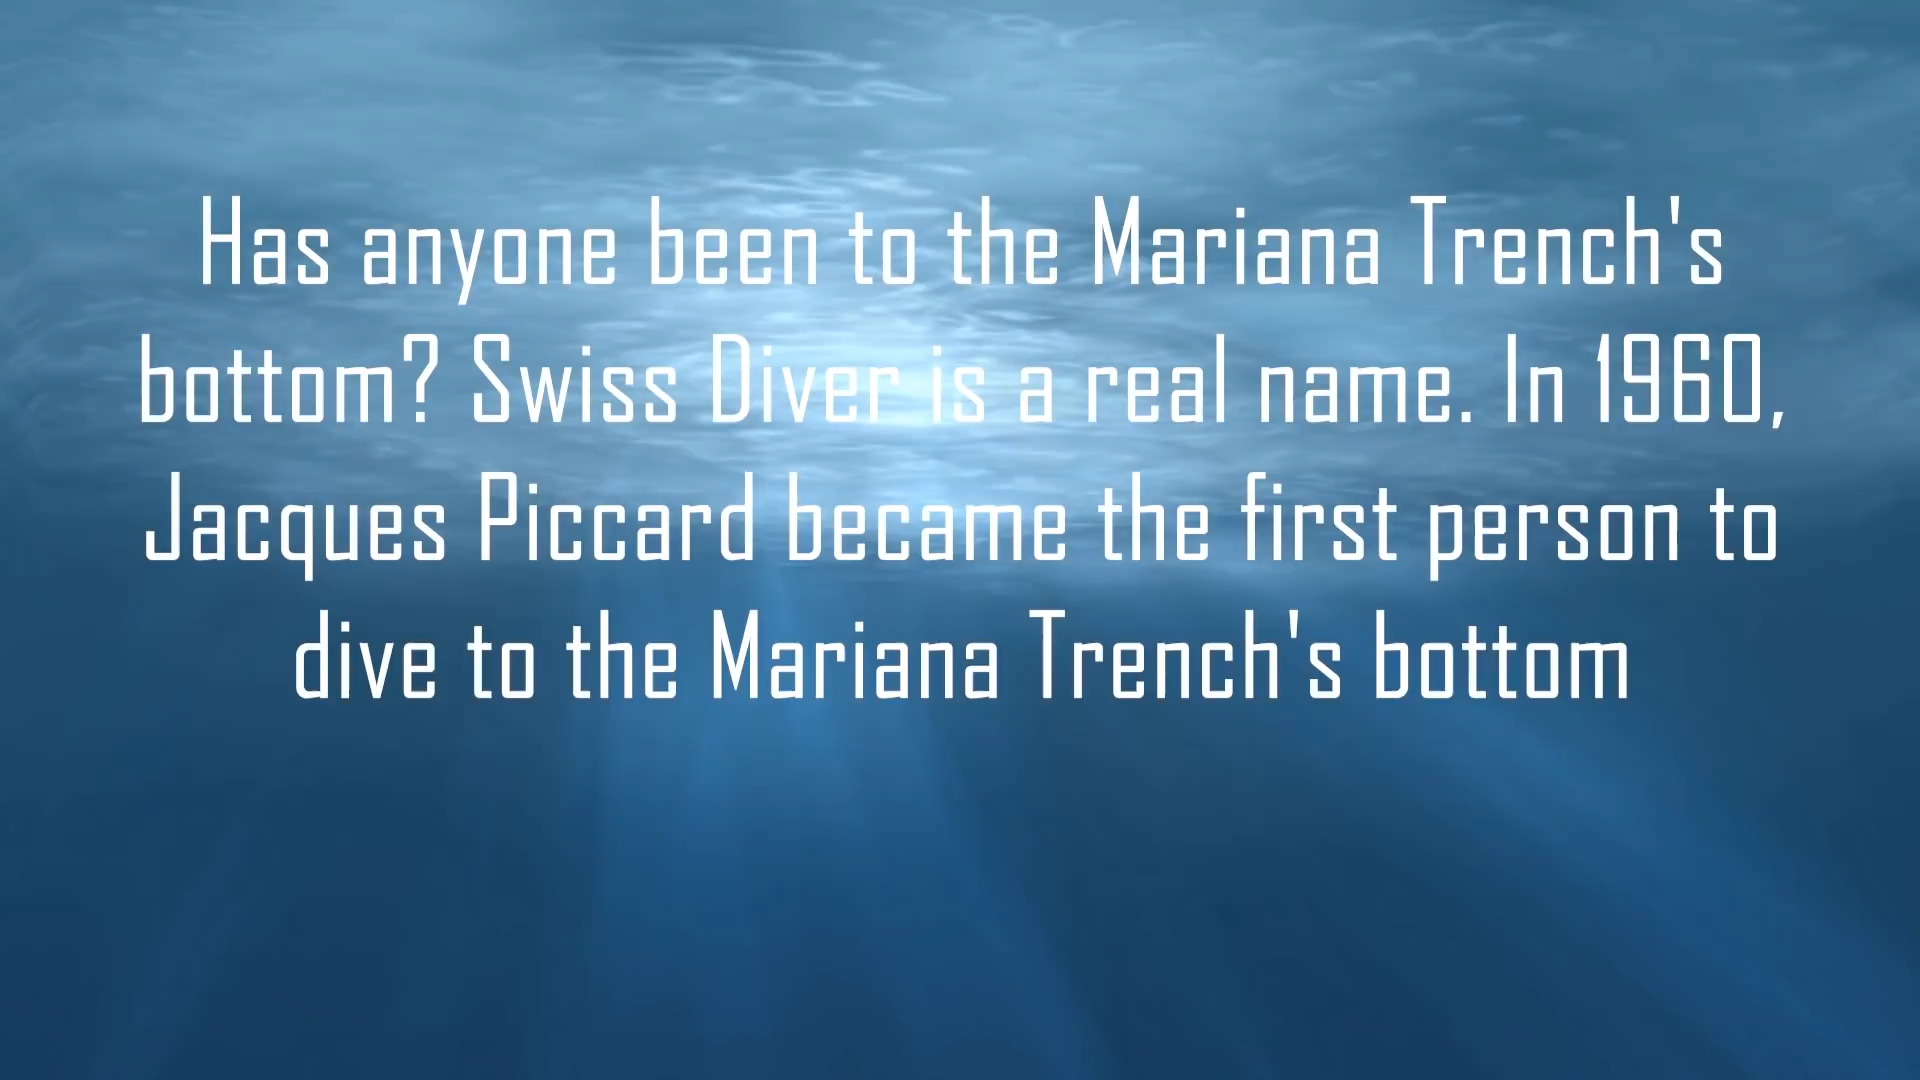 Has anyone been to the Mariana Trench's
bottom? Swiss Diver is a real name. In 1960,
Jacques Piccard became the first person to
dive to the Mariana Trench's bottom